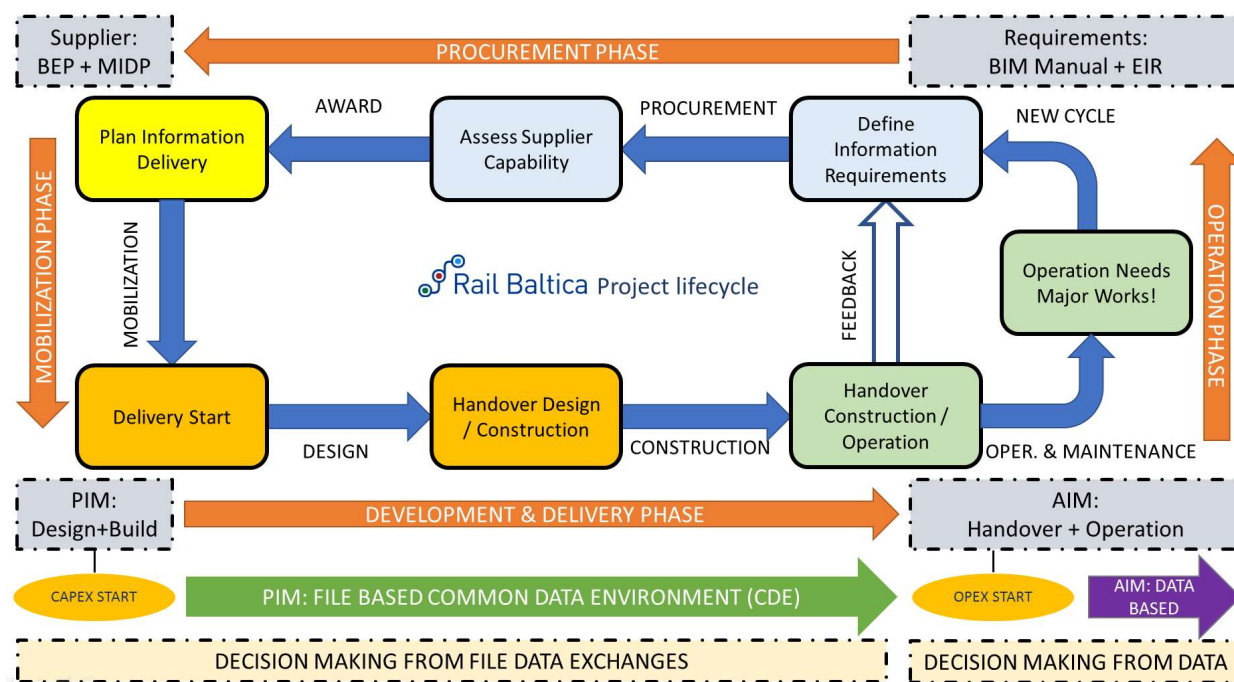 Supplier:
BEP + MIDP
PROCUREMENT PHASE
Requirements:
BIM Manual + EIR
AWARD
PROCUREMENT
NEW CYCLE
Plan Information
Delivery
Assess Supplier
Capability
Define
Information
Requirements
MOBILIZATION PHASE
MOBILIZATION
Rail Baltica Project lifecycle
FEEDBACK
Operation Needs
Major Works!
OPERATION PHASE
Delivery Start
Handover Design
/ Construction
Handover
Construction /
Operation
DESIGN
CONSTRUCTION
OPER. & MAINTENANCE
PIM:
Design+Build
DEVELOPMENT & DELIVERY PHASE
AIM:
Handover + Operation
CAPEX START
PIM: FILE BASED COMMON DATA ENVIRONMENT (CDE)
OPEX START
AIM: DATA
BASED
DECISION MAKING FROM FILE DATA EXCHANGES
DECISION MAKING FROM DATA